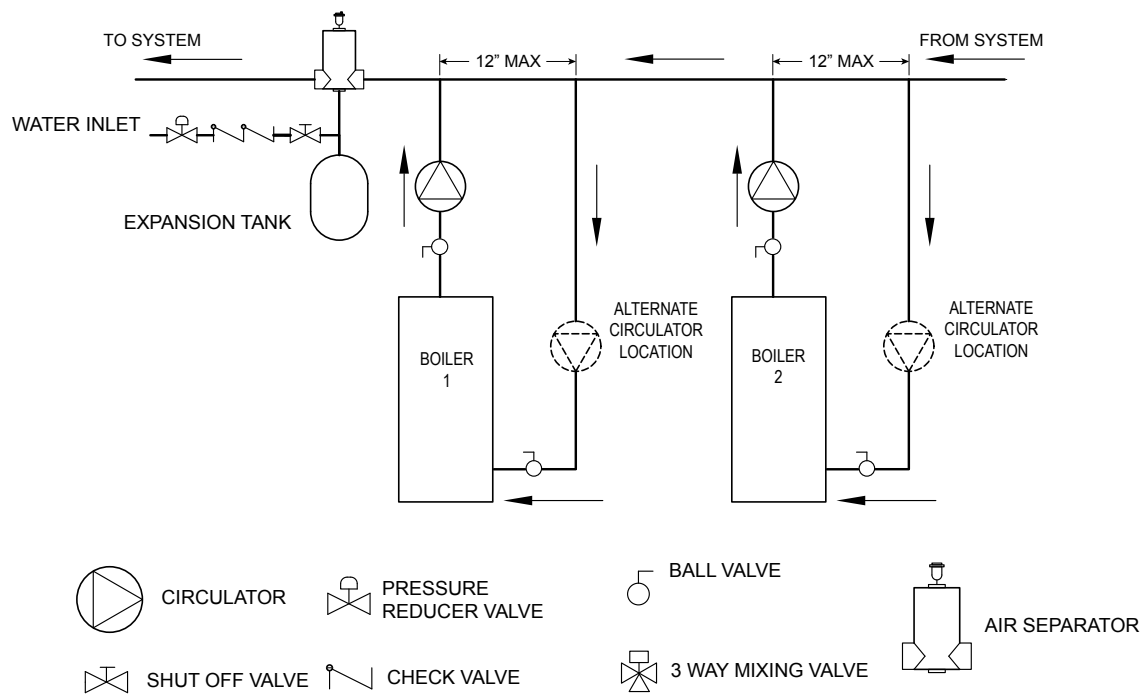 TO SYSTEM
12” MAX
12” MAX
FROM SYSTEM
WATER INLET
EXPANSION TANK
BOILER
1
ALTERNATE
CIRCULATOR
LOCATION
BOILER
2
ALTERNATE
CIRCULATOR
LOCATION
CIRCULATOR
PRESSURE
REDUCER VALVE
BALL VALVE
AIR SEPARATOR
SHUT OFF VALVE
CHECK VALVE
3 WAY MIXING VALVE